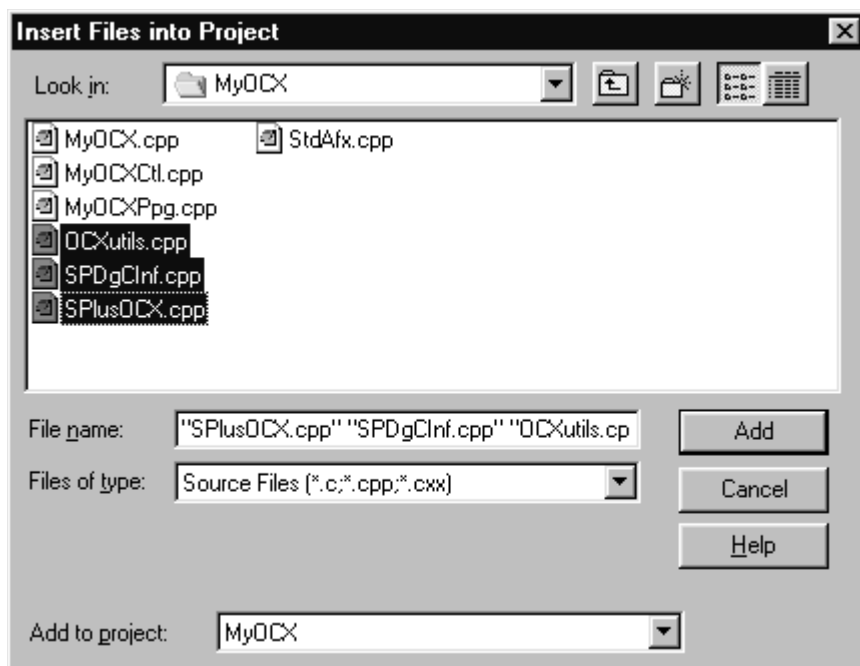 Insert Files into Project
Look in: MyOCX
MyOCX.cpp
MyOCXCtl.cpp
MyOCXPpg.cpp
OCXutils.cpp
SPDgCInf.cpp
SPlusOCX.cpp
StdAfx.cpp
File name: "SPlusOCX.cpp" "SPDgCInf.cpp" "OCXutils.cp
Add
Files of type: Source Files (*.c;*.cpp;*.cxx)
Cancel
Help
Add to project: MyOCX